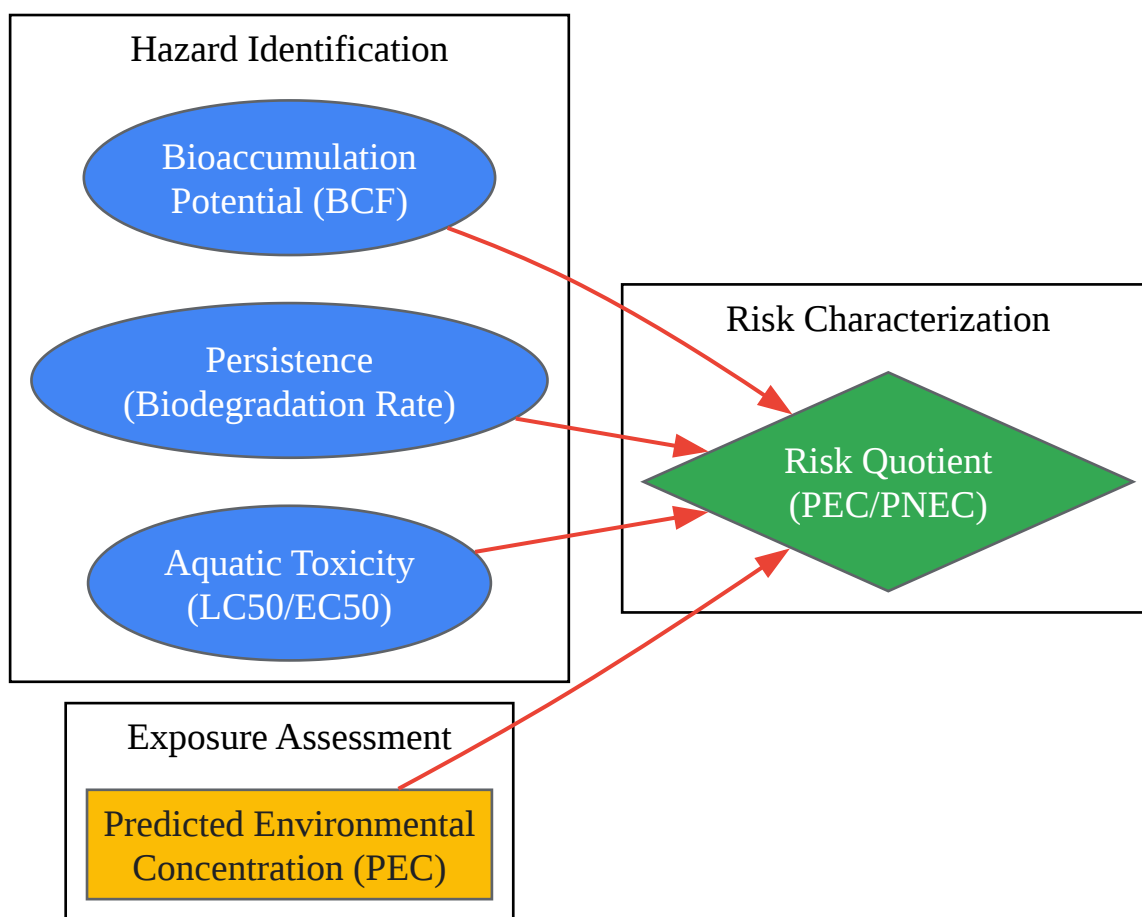 Hazard Identification
Bioaccumulation
Potential (BCF)
Persistence
(Biodegradation Rate)
Aquatic Toxicity
(LC50/EC50)
Risk Characterization
Risk Quotient
(PEC/PNEC)
Exposure Assessment
Predicted Environmental
Concentration (PEC)